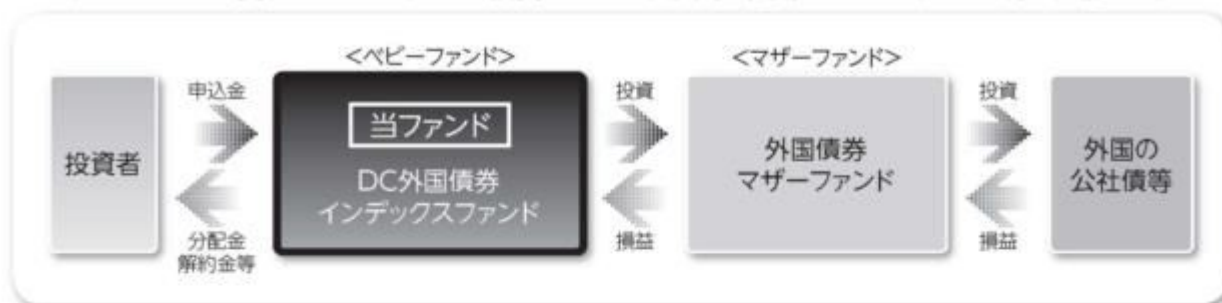 <ベビーファンド>
<マザーファンド>
投資者
申込金
分配金
解約金等
当ファンド
DC外国債券
インデックスファンド
投資
損益
外国債券
マザーファンド
投資
損益
外国の
公社債等